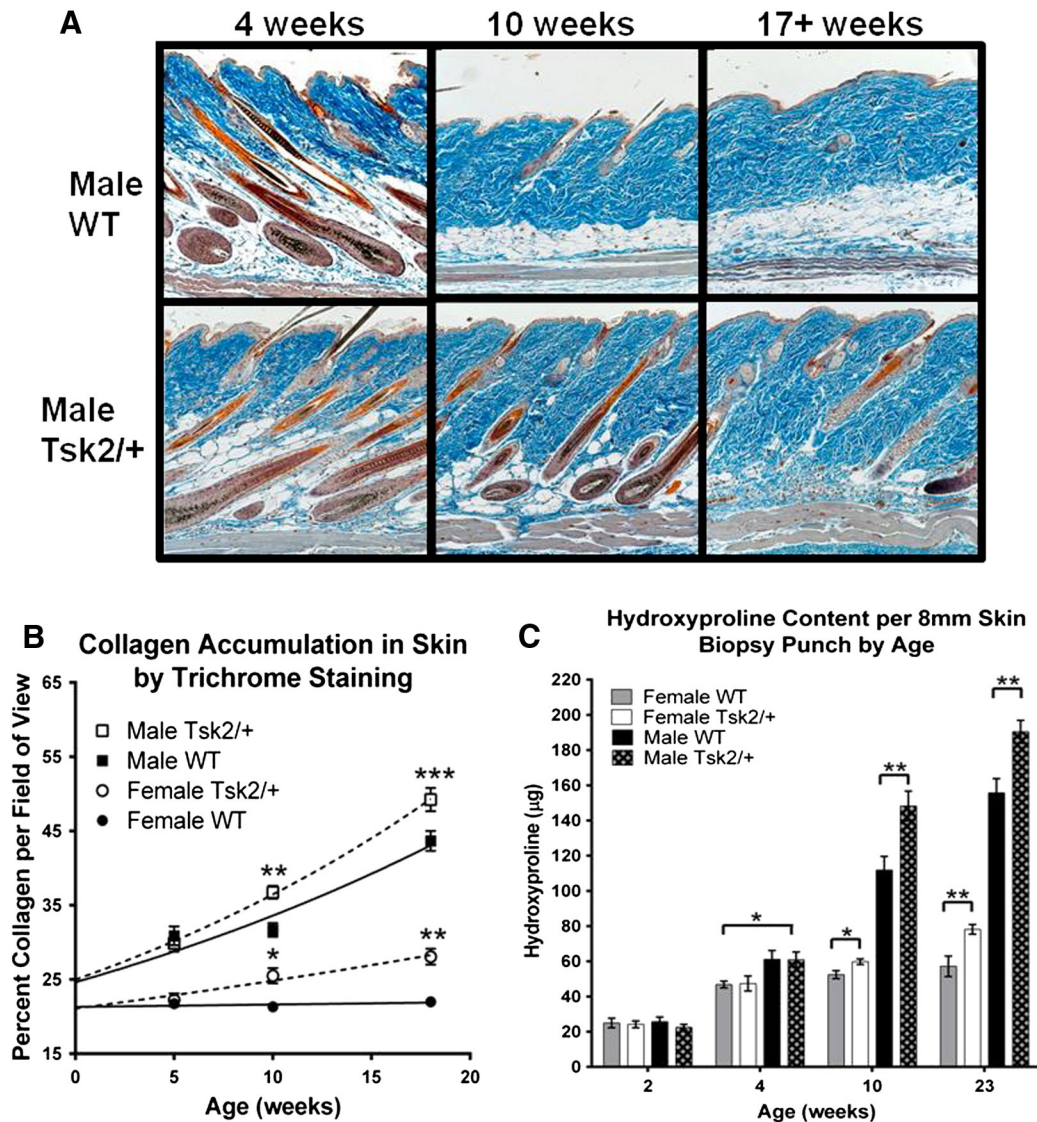 A
4 weeks
10 weeks
17+ weeks
Male
WT
Male
Tsk2/+
B
Collagen Accumulation in Skin
by Trichrome Staining
Percent Collagen per Field of View
65
55
45
35
25
15
Male Tsk2/+
Male WT
Female Tsk2/+
Female WT
***
**
*
**
0
5
10
15
20
Age (weeks)
C
Hydroxyproline Content per 8mm Skin
Biopsy Punch by Age
Hydroxyproline (µg)
220
200
180
160
140
120
100
80
60
40
20
0
Female WT
Female Tsk2/+
Male WT
Male Tsk2/+
*
*
**
**
**
2
4
10
23
Age (weeks)